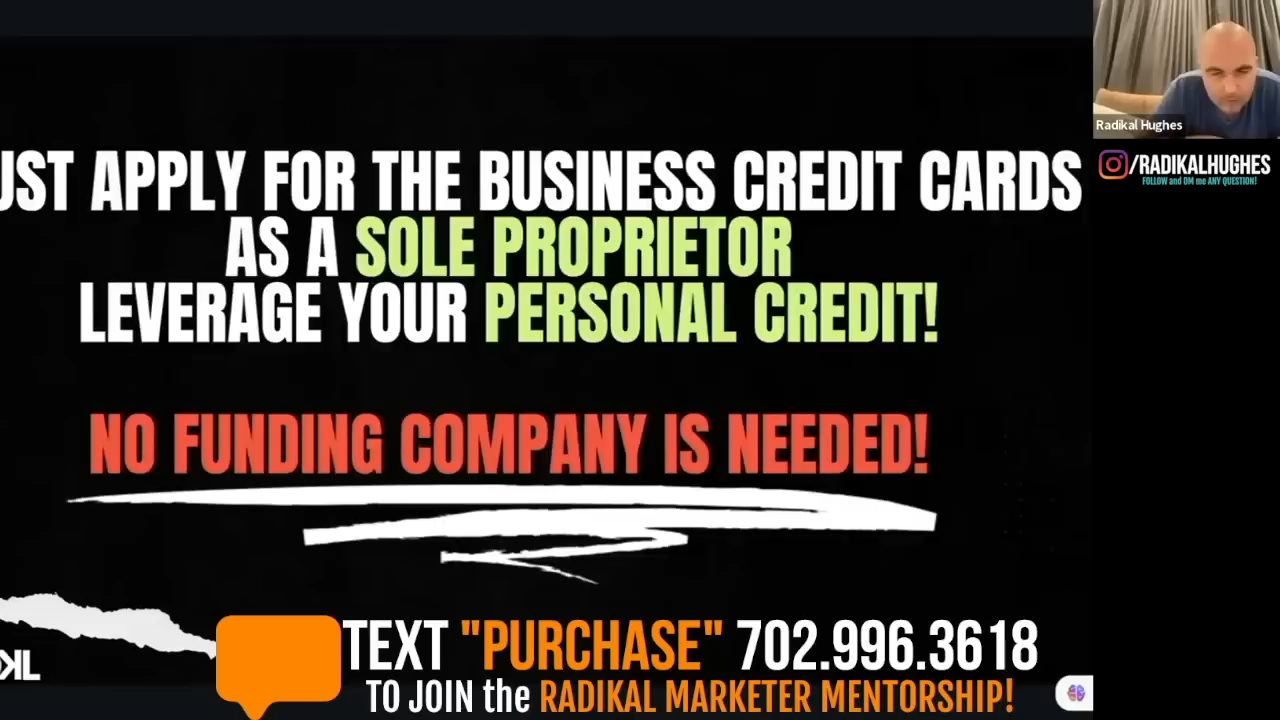 UST APPLY FOR THE BUSINESS CREDIT CARDS
AS A SOLE PROPRIETOR
LEVERAGE YOUR PERSONAL CREDIT!
NO FUNDING COMPANY IS NEEDED!
Radikal Hughes
/RADIKALHUGHES
FOLLOW and DM me ANY QUESTION!
TEXT "PURCHASE" 702.996.3618
TO JOIN the RADIKAL MARKETER MENTORSHIP!